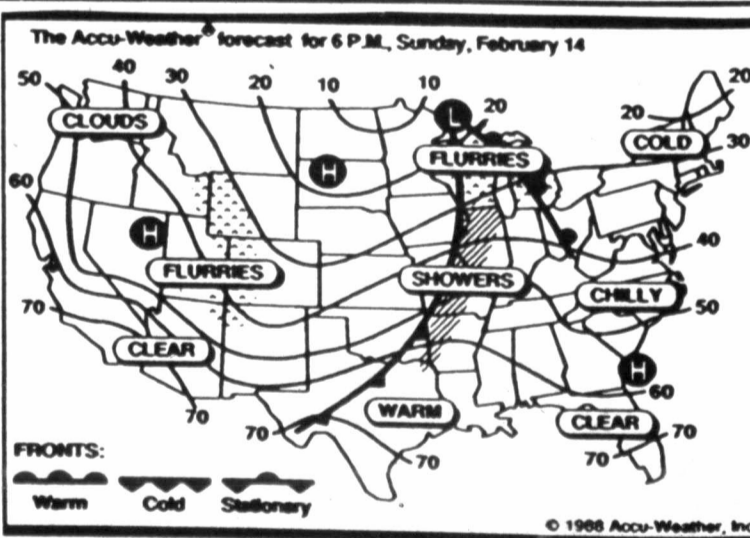 The Accu-Weather® forecast for 6 P.M., Sunday, February 14
50 40 30 20 10 10 20 20
CLOUDS L 20
FLURRIES COLD 30
60 H
H 40
FLURRIES SHOWERS CHILLY
70 50
CLEAR H
70 WARM 60
70 CLEAR 70
70 70
FRONTS:
Warm Cold Stationary
© 1988 Accu-Weather, Inc